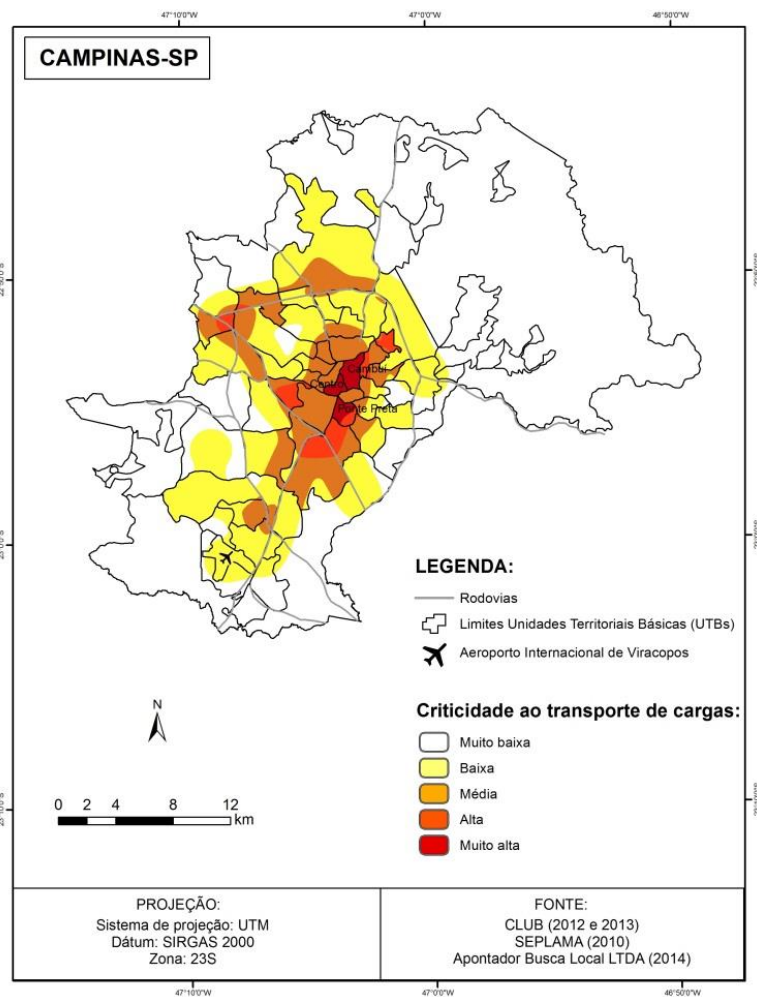 47°10'0"W 47°0'0"W 46°50'0"W
CAMPINAS-SP
Cambuí
Centro
Ponte Preta
LEGENDA:
Rodovias
Limites Unidades Territoriais Básicas (UTBs)
Aeroporto Internacional de Viracopos
N
Criticidade ao transporte de cargas:
Muito baixa
Baixa
Média
Alta
Muito alta
0 2 4 8 12
km
PROJEÇÃO:
Sistema de projeção: UTM
Dátum: SIRGAS 2000
Zona: 23S
FONTE:
CLUB (2012 e 2013)
SEPLAMA (2010)
Apontador Busca Local LTDA (2014)
47°10'0"W 47°0'0"W 46°50'0"W